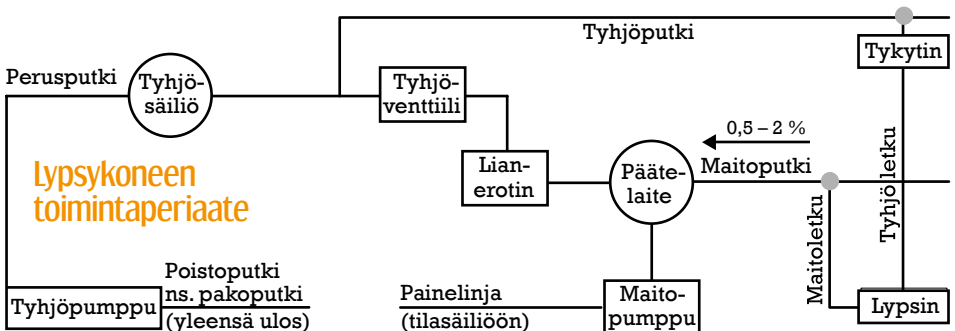 Tyhjöputki
Tykytin
Perusputki
Tyhjö-
säiliö
Tyhjö-
venttiili
0,5 – 2 %
Lypsykoneen
toimintaperiaate
Lian-
erotin
Pääte-
laite
Maitoputki
Tyhjöletku
Maitoletku
Tyhjöpumppu
Poistoputki
ns. pakoputki
(yleensä ulos)
Painelinja
(tilasäiliöön)
Maito-
pumppu
Lypsin